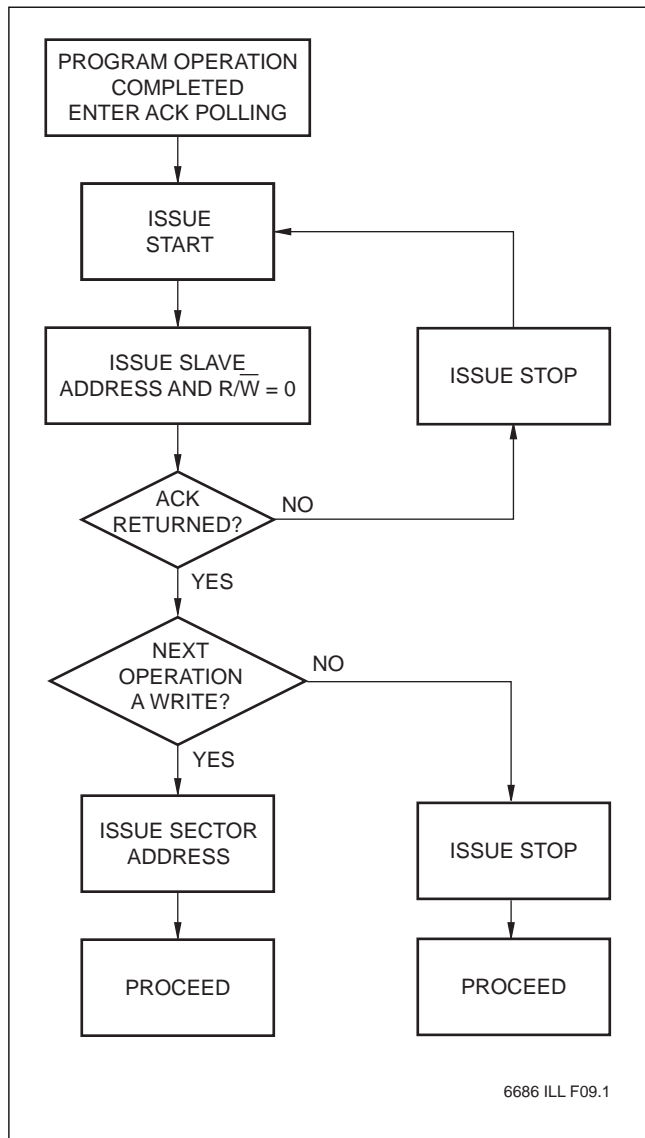 PROGRAM OPERATION
COMPLETED
ENTER ACK POLLING
ISSUE
START
ISSUE SLAVE
ADDRESS AND R/W̅ = 0
ISSUE STOP
ACK
RETURNED?
NO
YES
NEXT
OPERATION
A WRITE?
NO
YES
ISSUE SECTOR
ADDRESS
ISSUE STOP
PROCEED
PROCEED
6686 ILL F09.1